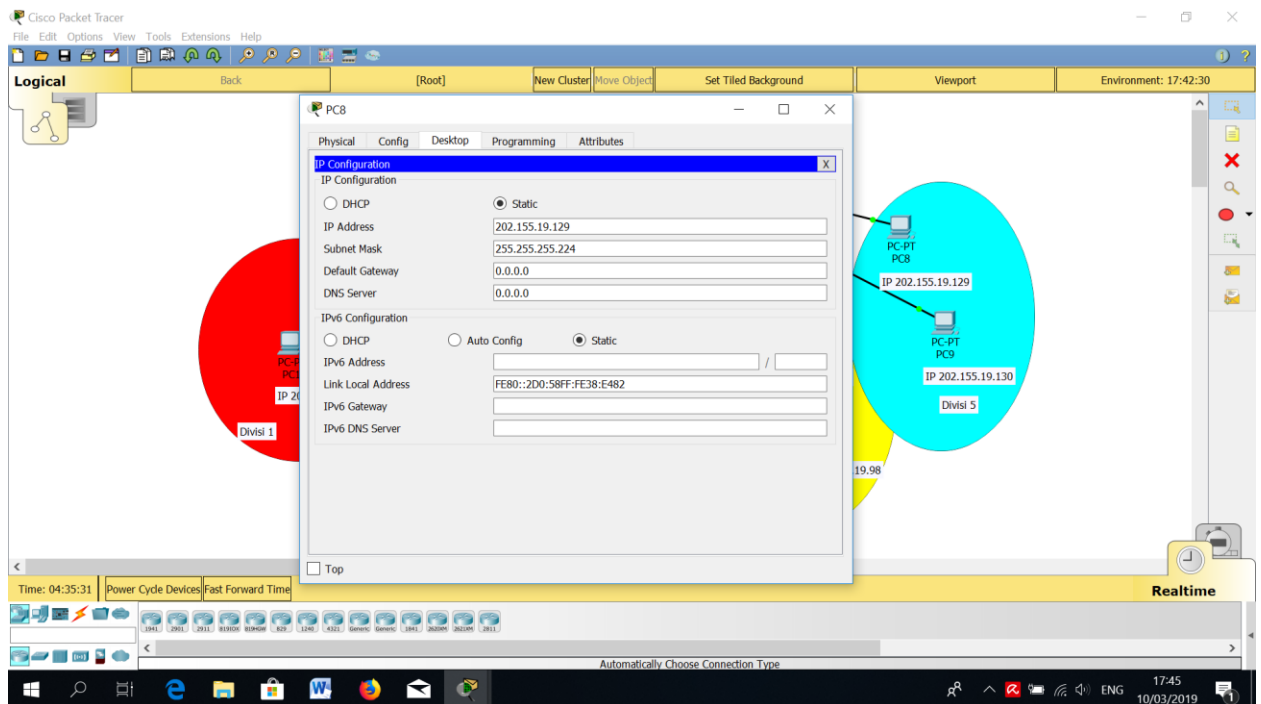 Cisco Packet Tracer
File Edit Options View Tools Extensions Help
Logical
Back
[Root]
New Cluster
Move Object
Set Tiled Background
Viewport
Environment: 17:42:30
PC8
Physical Config Desktop Programming Attributes
IP Configuration
X
IP Configuration
DHCP
Static
IP Address
202.155.19.129
Subnet Mask
255.255.255.224
Default Gateway
0.0.0.0
DNS Server
0.0.0.0
IPv6 Configuration
DHCP
Auto Config
Static
IPv6 Address
/
Link Local Address
FE80::2D0:58FF:FE38:E482
IPv6 Gateway
IPv6 DNS Server
Top
IP 20
Divisi 1
PC-PT
PC8
IP 202.155.19.129
PC-PT
PC9
IP 202.155.19.130
Divisi 5
19.98
Time: 04:35:31
Power Cycle Devices
Fast Forward Time
Realtime
1941 2901 2911 819IOX 819HGW 829 1240 4321 Generic Generic 1841 2620XM 2621XM 2811
Automatically Choose Connection Type
ENG
17:45
10/03/2019